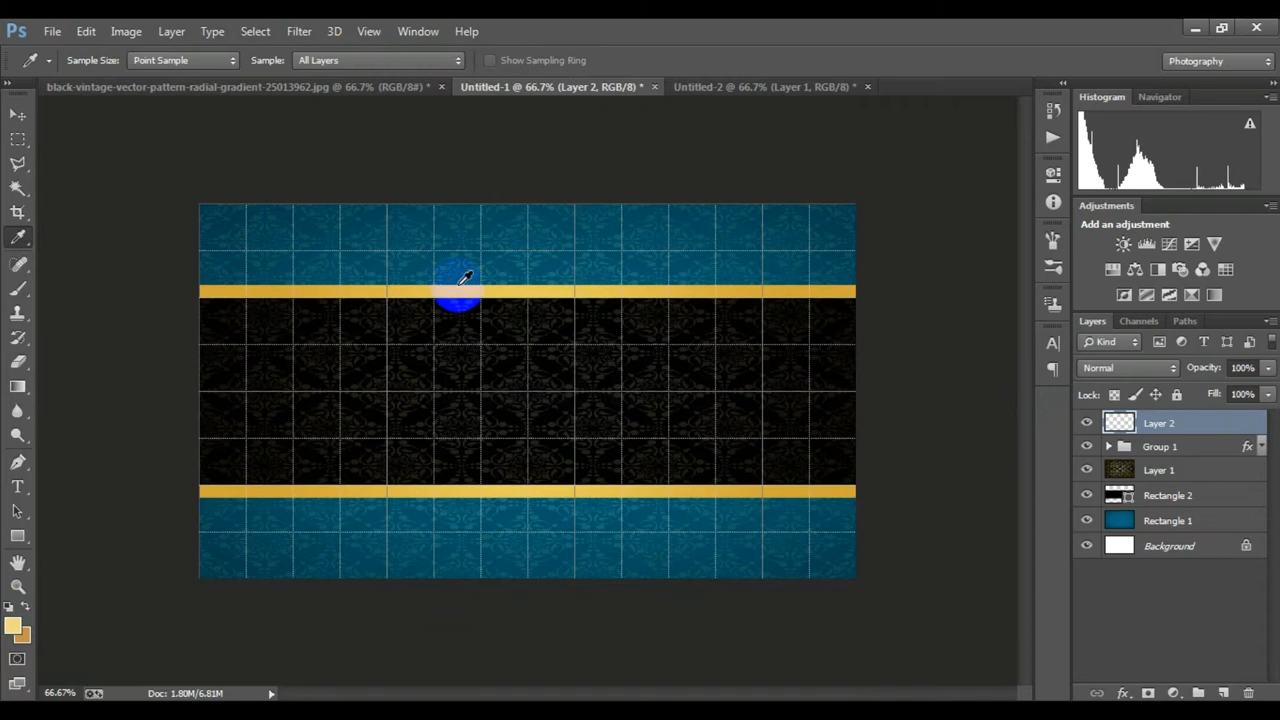 Ps File Edit Image Layer Type Select Filter 3D View Window Help
Sample Size: Point Sample Sample: All Layers Show Sampling Ring Photography
black-vintage-vector-pattern-radial-gradient-25013962.jpg @ 66.7% (RGB/8#) * × Untitled-1 @ 66.7% (Layer 2, RGB/8) * × Untitled-2 @ 66.7% (Layer 1, RGB/8) * ×
Histogram Navigator
Adjustments
Add an adjustment
Layers Channels Paths
Kind
Normal Opacity: 100%
Lock: Fill: 100%
Layer 2
Group 1 fx
Layer 1
Rectangle 2
Rectangle 1
Background
66.67% Doc: 1.80M/6.81M